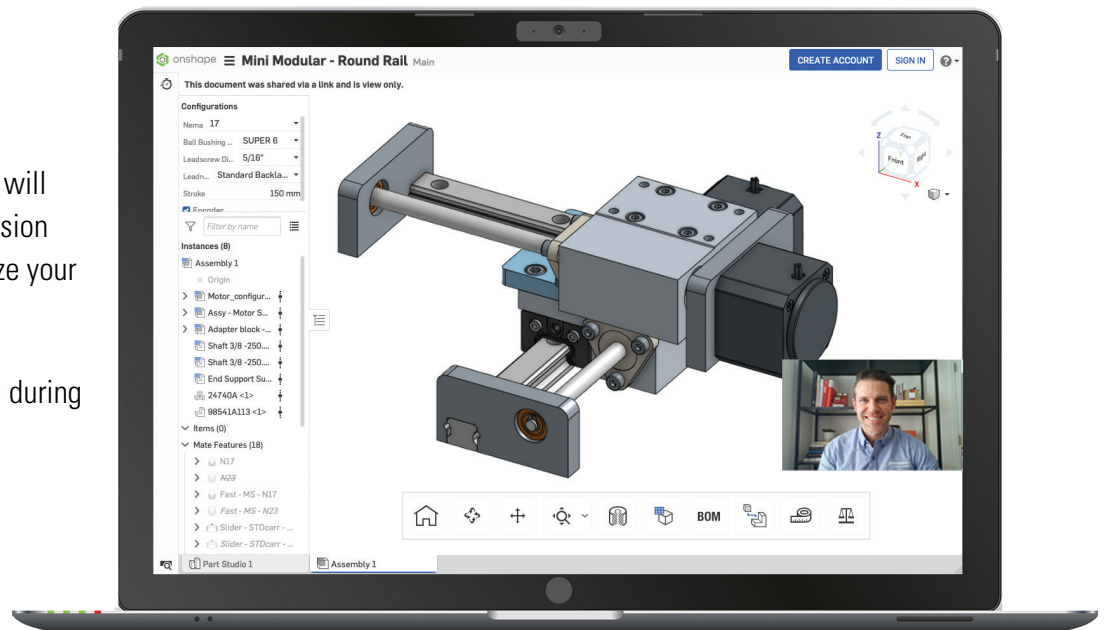 will
sion
ze your
during
onshape Mini Modular - Round Rail Main
CREATE ACCOUNT
SIGN IN
This document was shared via a link and is view only.
Configurations
Nema 17
Ball Bushing ... SUPER 6
Leadscrew Di... 5/16"
Leadn... Standard Backla...
Stroke 150 mm
Encoder
Filter by name
Instances (8)
Assembly 1
Origin
Motor_configur...
Assy - Motor S...
Adapter block -...
Shaft 3/8 -250....
Shaft 3/8 -250....
End Support Su...
24740A <1>
98541A113 <1>
Items (0)
Mate Features (18)
N17
N23
Fast - MS - N17
Fast - MS - N23
Slider - STDcarr - ...
Slider - STDcarr - ...
Z
Top
Front
Right
Y
X
BOM
Part Studio 1
Assembly 1